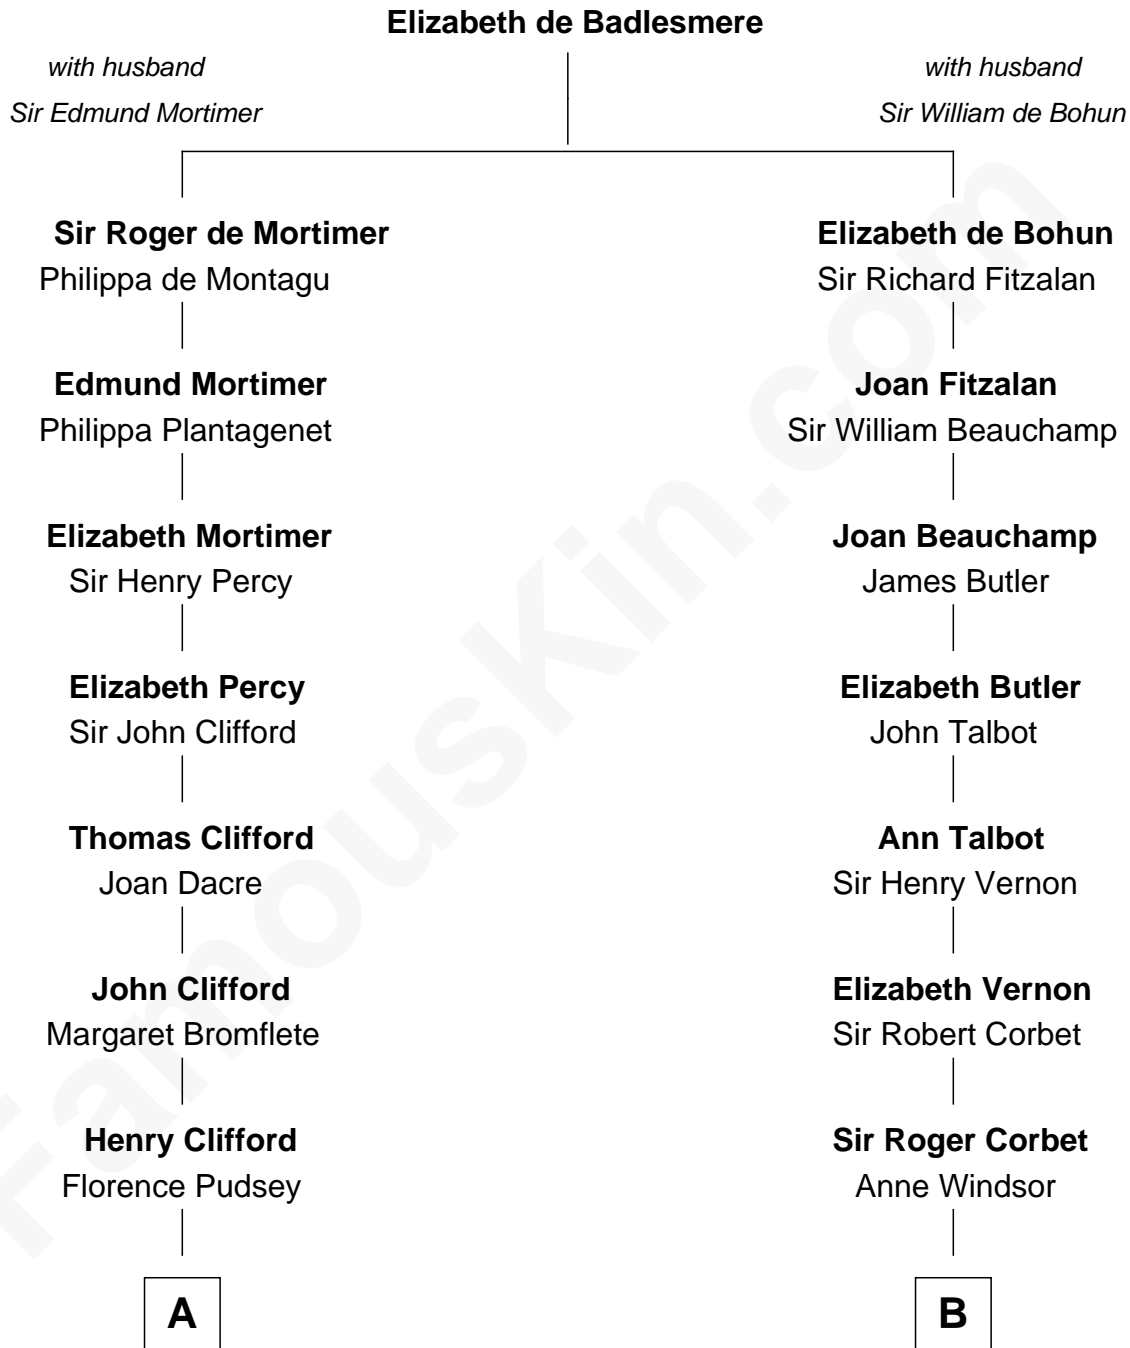 Elizabeth de Badlesmere
with husband
Sir Edmund Mortimer
with husband
Sir William de Bohun
Sir Roger de Mortimer
Philippa de Montagu
Elizabeth de Bohun
Sir Richard Fitzalan
Edmund Mortimer
Philippa Plantagenet
Joan Fitzalan
Sir William Beauchamp
Elizabeth Mortimer
Sir Henry Percy
Joan Beauchamp
James Butler
Elizabeth Percy
Sir John Clifford
Elizabeth Butler
John Talbot
Thomas Clifford
Joan Dacre
Ann Talbot
Sir Henry Vernon
John Clifford
Margaret Bromflete
Elizabeth Vernon
Sir Robert Corbet
Henry Clifford
Florence Pudsey
Sir Roger Corbet
Anne Windsor
A
B
FamousKin.com